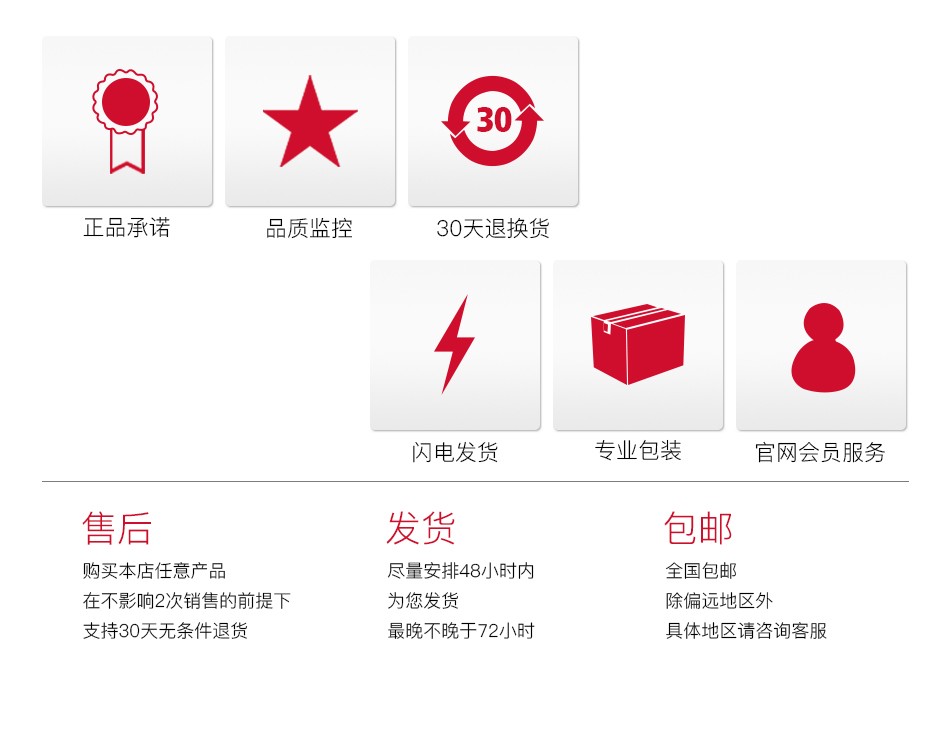 30
正品承诺
品质监控
30天退换货
闪电发货
专业包装
官网会员服务
售后
购买本店任意产品
在不影响2次销售的前提下
支持30天无条件退货
发货
尽量安排48小时内
为您发货
最晚不晚于72小时
包邮
全国包邮
除偏远地区外
具体地区请咨询客服